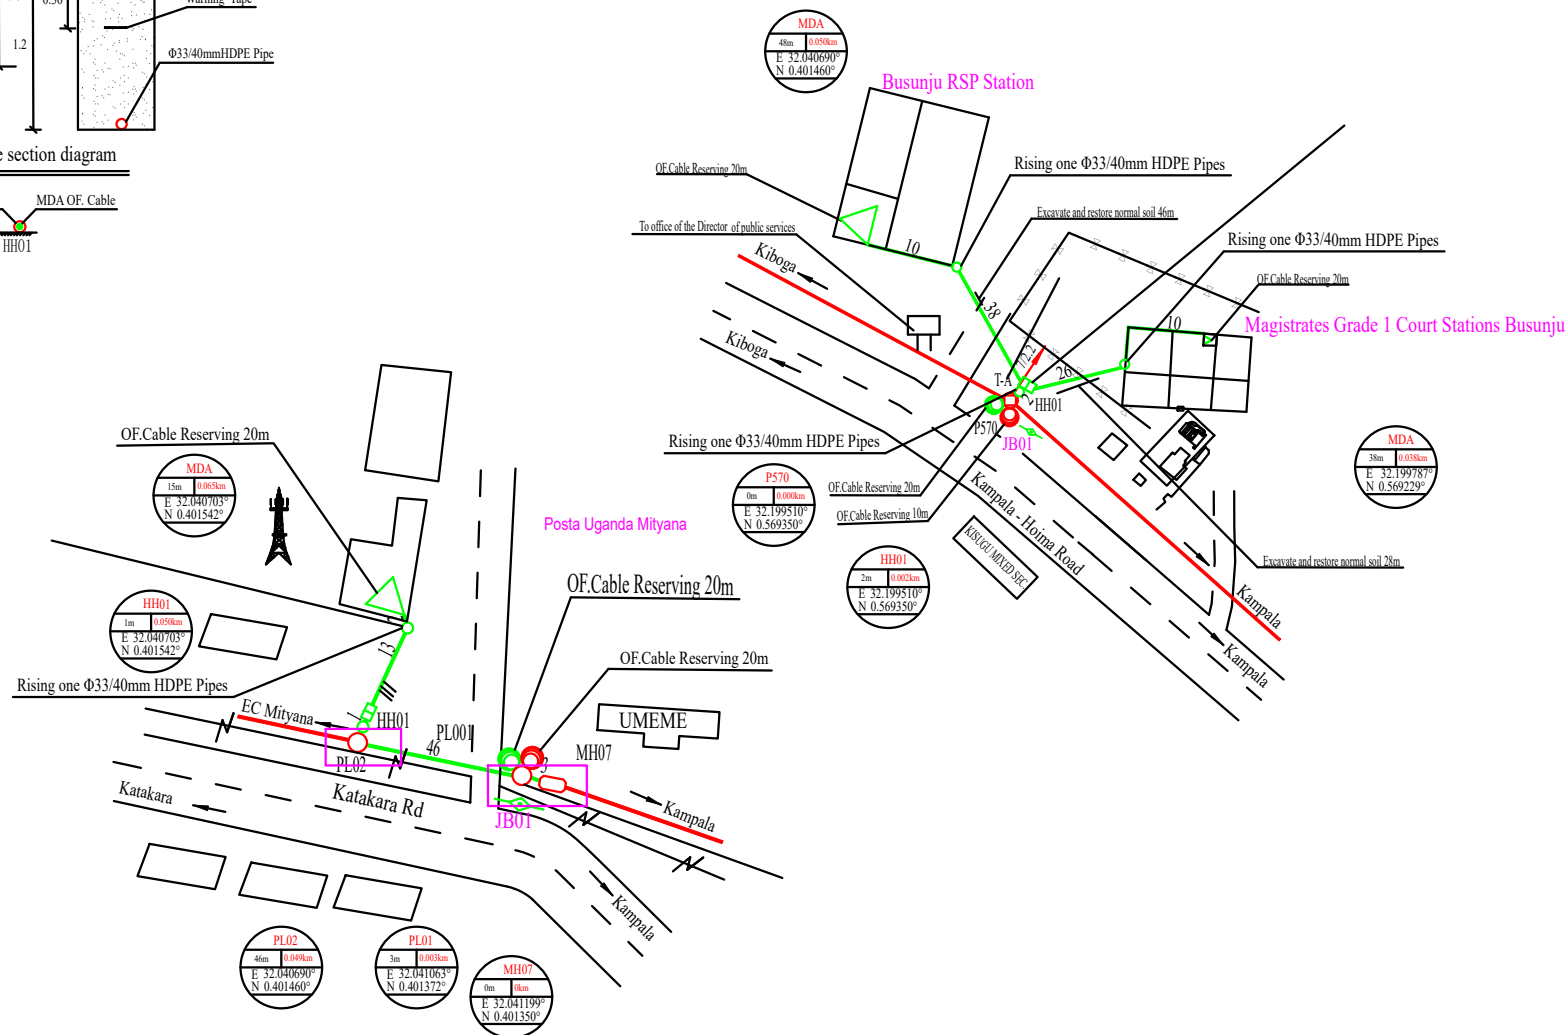 0.30
Warning Tape
1.2
Φ33/40mmHDPE Pipe
e section diagram
MDA OF. Cable
HH01
MDA
48m 0.050km
E 32.040690°
N 0.401460°
Busunju RSP Station
OF.Cable Reserving 20m
Rising one Φ33/40mm HDPE Pipes
Excavate and restore normal soil 46m
To office of the Director of public services
Rising one Φ33/40mm HDPE Pipes
OF.Cable Reserving 20m
10
Kiboga
38
10
Magistrates Grade 1 Court Stations Busunju
Kiboga
7/2.2
26
T-A
2
HH01
P570
JB01
Rising one Φ33/40mm HDPE Pipes
P570
0m 0.000km
E 32.199510°
N 0.569350°
OF.Cable Reserving 20m
OF.Cable Reserving 10m
MDA
38m 0.038km
E 32.199787°
N 0.569229°
HH01
2m 0.002km
E 32.199510°
N 0.569350°
Kampala - Hoima Road
KISUGU MIXED SEC
Excavate and restore normal soil 28m
Kampala
Kampala
OF.Cable Reserving 20m
MDA
15m 0.065km
E 32.040703°
N 0.401542°
Posta Uganda Mityana
OF.Cable Reserving 20m
HH01
1m 0.050km
E 32.040703°
N 0.401542°
13
OF.Cable Reserving 20m
Rising one Φ33/40mm HDPE Pipes
EC Mityana
1
HH01
PL001
46
PL02
UMEME
MH07
3
Katakara
Katakara Rd
JB01
Kampala
Kampala
PL02
46m 0.049km
E 32.040690°
N 0.401460°
PL01
3m 0.003km
E 32.041063°
N 0.401372°
MH07
0m 0km
E 32.041199°
N 0.401350°